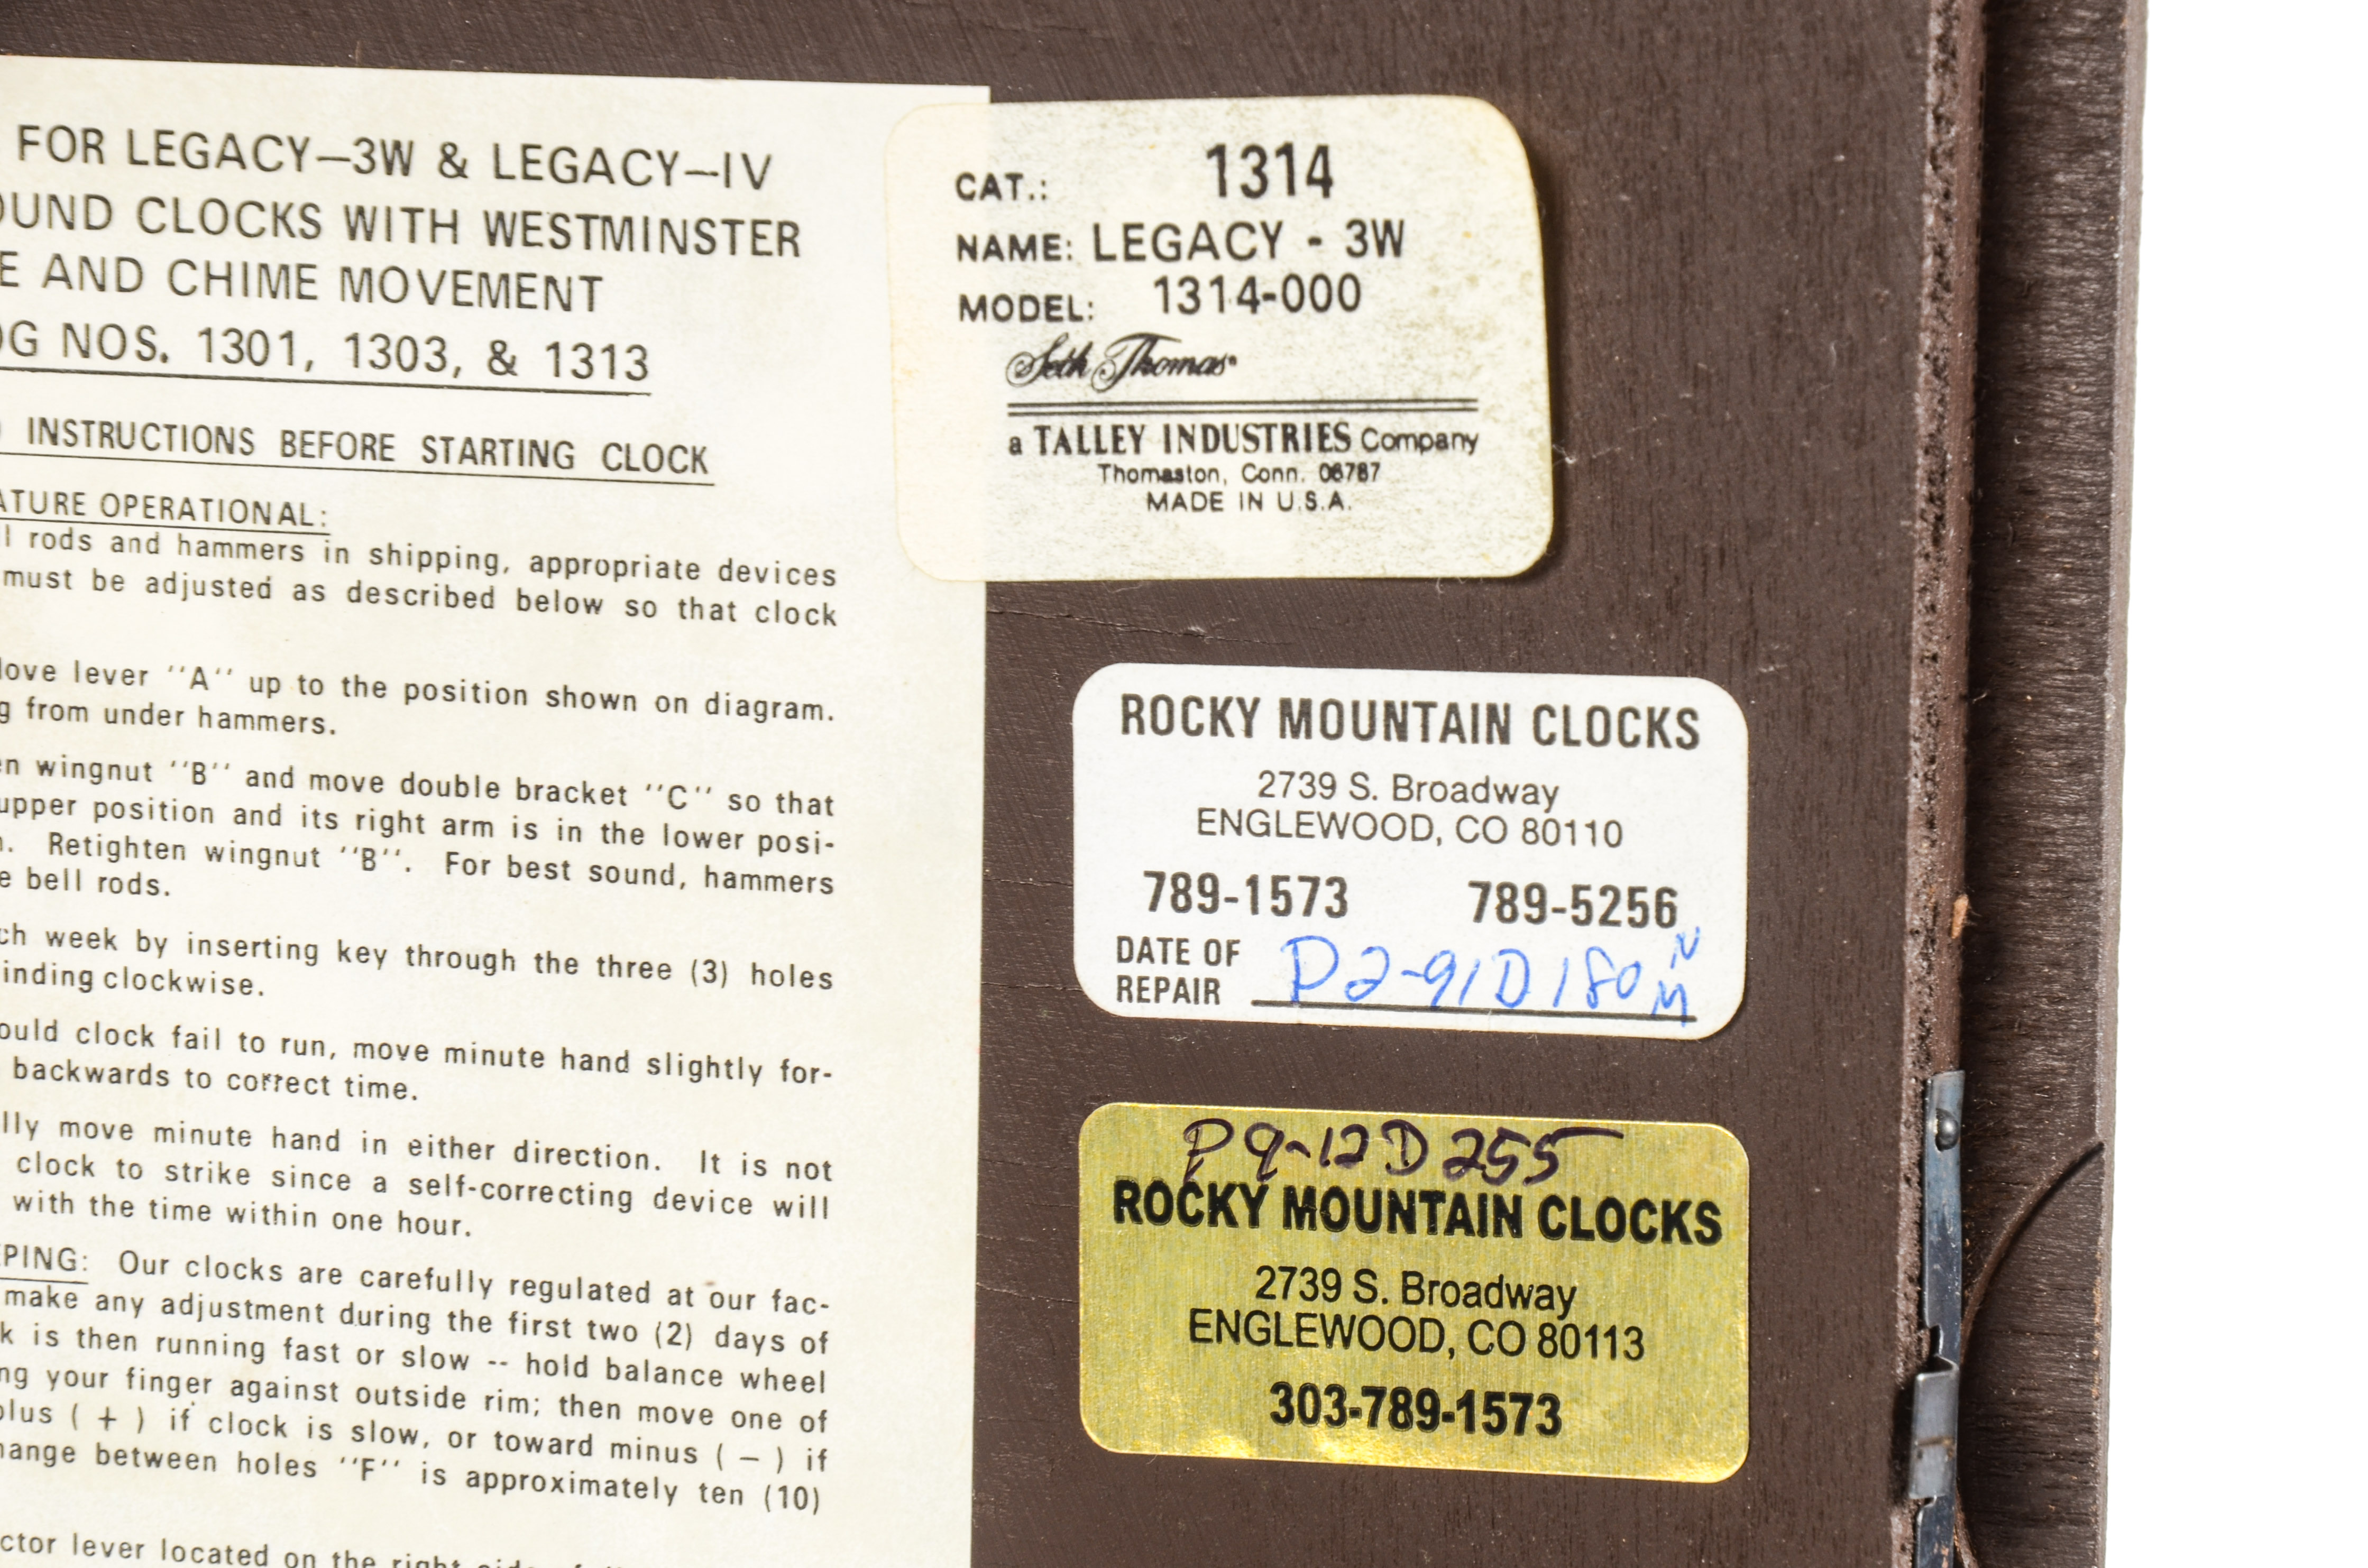 FOR LEGACY—3W & LEGACY—IV
OUND CLOCKS WITH WESTMINSTER
E AND CHIME MOVEMENT
OG NOS. 1301, 1303, & 1313
INSTRUCTIONS BEFORE STARTING CLOCK
ATURE OPERATIONAL:
l rods and hammers in shipping, appropriate devices
must be adjusted as described below so that clock
ove lever ''A'' up to the position shown on diagram.
g from under hammers.
en wingnut ''B'' and move double bracket ''C'' so that
upper position and its right arm is in the lower posi-
. Retighten wingnut ''B''. For best sound, hammers
e bell rods.
ch week by inserting key through the three (3) holes
inding clockwise.
ould clock fail to run, move minute hand slightly for-
backwards to correct time.
lly move minute hand in either direction. It is not
clock to strike since a self-correcting device will
with the time within one hour.
PING: Our clocks are carefully regulated at our fac-
make any adjustment during the first two (2) days of
k is then running fast or slow -- hold balance wheel
ng your finger against outside rim; then move one of
plus ( + ) if clock is slow, or toward minus ( — ) if
ange between holes ''F'' is approximately ten (10)
ctor lever located on the right side of
CAT.: 1314
NAME: LEGACY - 3W
MODEL: 1314-000
Seth Thomas
a TALLEY INDUSTRIES Company
Thomaston, Conn. 06787
MADE IN U.S.A.
ROCKY MOUNTAIN CLOCKS
2739 S. Broadway
ENGLEWOOD, CO 80110
789-1573 789-5256
DATE OF
REPAIR P2-91D180 N M
P9-12D255
ROCKY MOUNTAIN CLOCKS
2739 S. Broadway
ENGLEWOOD, CO 80113
303-789-1573